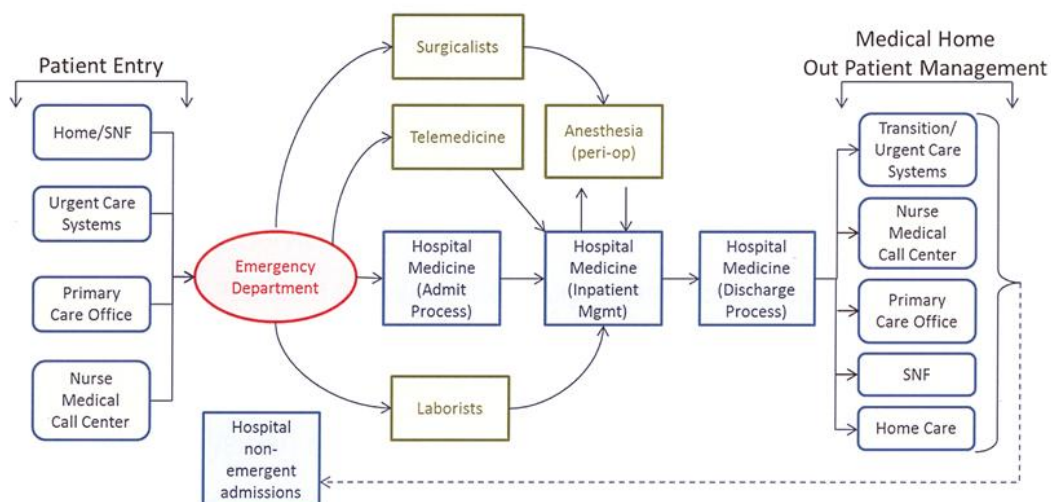 Patient Entry
Home/SNF
Urgent Care
Systems
Primary
Care Office
Nurse
Medical
Call Center
Emergency
Department
Surgicalists
Telemedicine
Anesthesia
(peri-op)
Hospital
Medicine
(Admit
Process)
Hospital
Medicine
(Inpatient
Mgmt)
Hospital
Medicine
(Discharge
Process)
Laborists
Hospital
non-
emergent
admissions
Medical Home
Out Patient Management
Transition/
Urgent Care
Systems
Nurse
Medical
Call Center
Primary
Care Office
SNF
Home Care